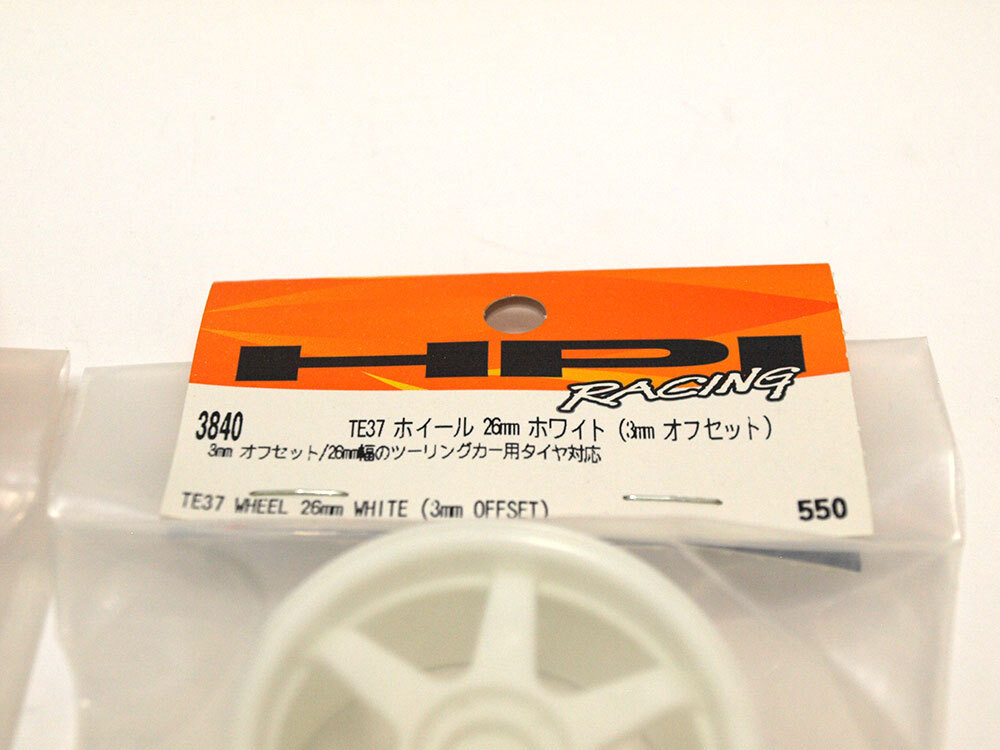 HPI
RACING
3840 TE37 ホイール 26mm ホワイト (3mm オフセット)
3mm オフセット/26mm幅のツーリングカー用タイヤ対応
TE37 WHEEL 26mm WHITE (3mm OFFSET) 550